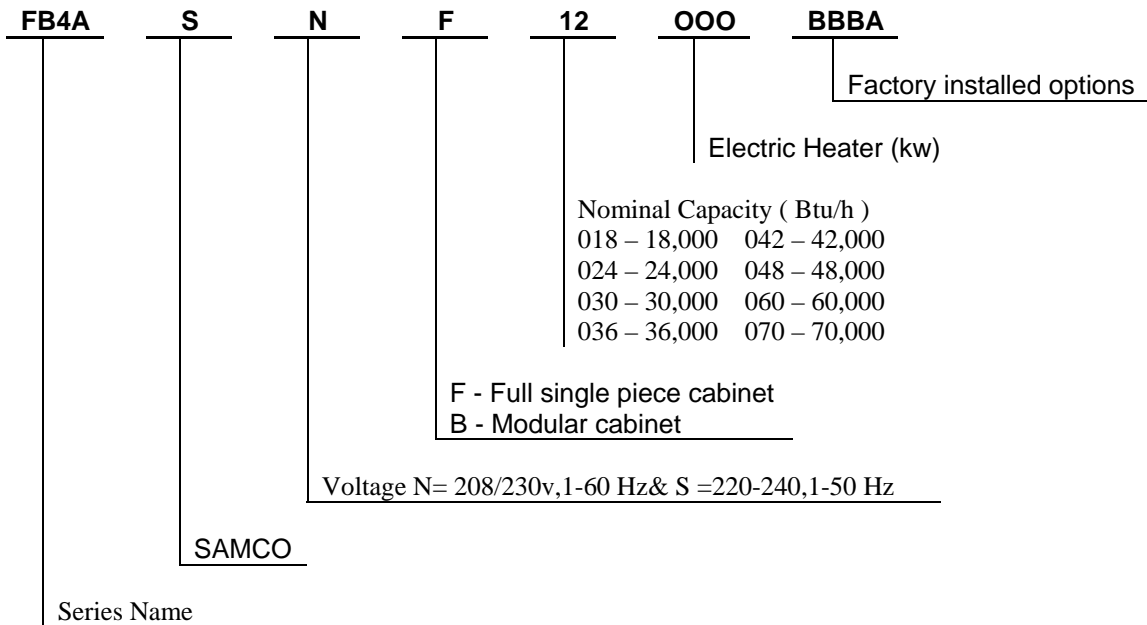 FB4A S N F 12 OOO BBBA
Factory installed options
Electric Heater (kw)
Nominal Capacity ( Btu/h )
018 – 18,000 042 – 42,000
024 – 24,000 048 – 48,000
030 – 30,000 060 – 60,000
036 – 36,000 070 – 70,000
F - Full single piece cabinet
B - Modular cabinet
Voltage N= 208/230v,1-60 Hz& S =220-240,1-50 Hz
SAMCO
Series Name